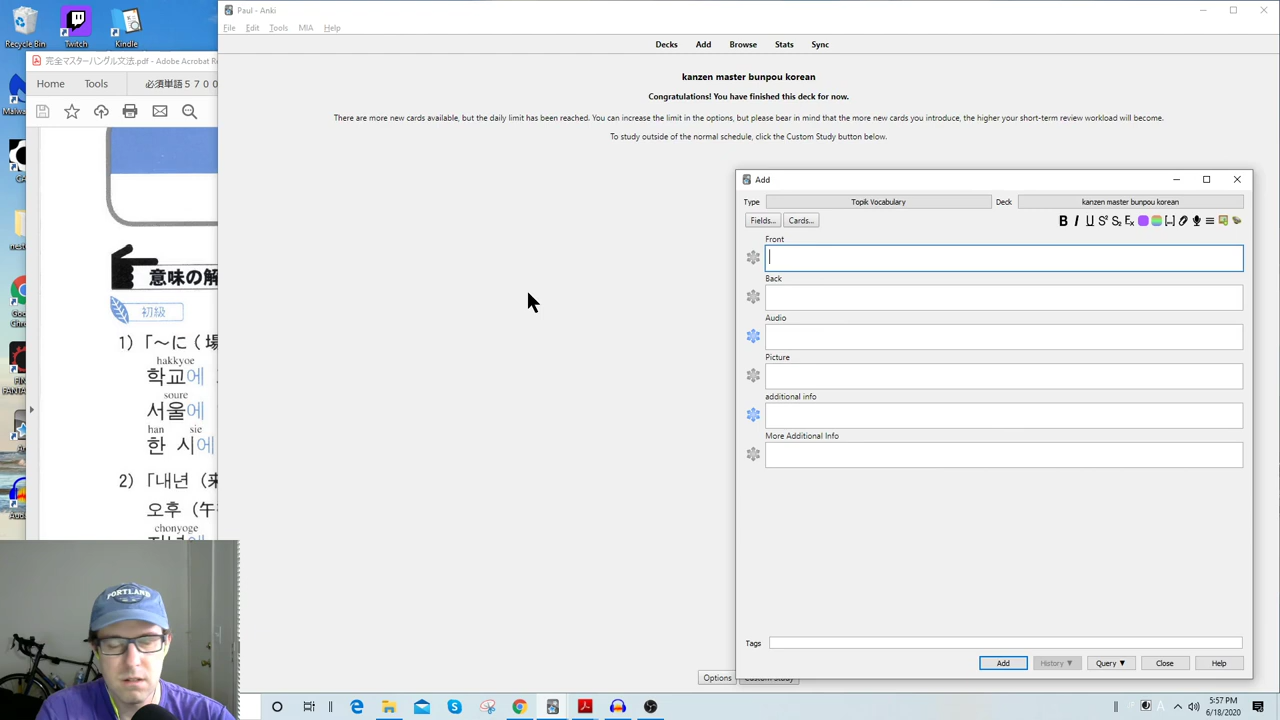 Recycle Bin
Twitch
Kindle
Paul - Anki
File Edit Tools MIA Help
Decks Add Browse Stats Sync
完全マスターハングル文法.pdf - Adobe Acrobat Re
Home Tools 必須単語５７００
kanzen master bunpou korean
Congratulations! You have finished this deck for now.
There are more new cards available, but the daily limit has been reached. You can increase the limit in the options, but please bear in mind that the more new cards you introduce, the higher your short-term review workload will become.
To study outside of the normal schedule, click the Custom Study button below.
意味の解
初級
1)「～に ( 場
hakkyoe
학교에
soure
서울에
han sie
한 시에
2)「내년 (来
오후 (午
chonyoge
Add
Type Topik Vocabulary Deck kanzen master bunpou korean
Fields... Cards...
Front
Back
Audio
Picture
additional info
More Additional Info
Tags
Add History ▼ Query ▼ Close Help
Options Custom Study
PORTLAND
5:57 PM
6/18/2020